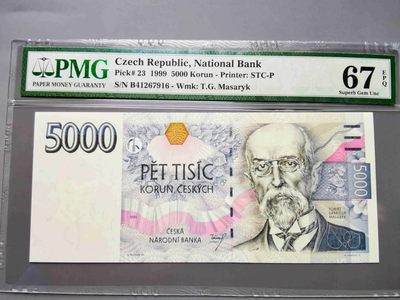 PMG
PAPER MONEY GUARANTY
Czech Republic, National Bank
Pick# 23 1999 5000 Korun - Printer: STC-P
S/N B41267916 - Wmk: T.G. Masaryk
67 EPQ
Superb Gem Unc
5000
PĚT TISÍC
KORUN ČESKÝCH
ČESKÁ
NÁRODNÍ BANKA
5000
TOMÁŠ
GARRIGUE
MASARYK